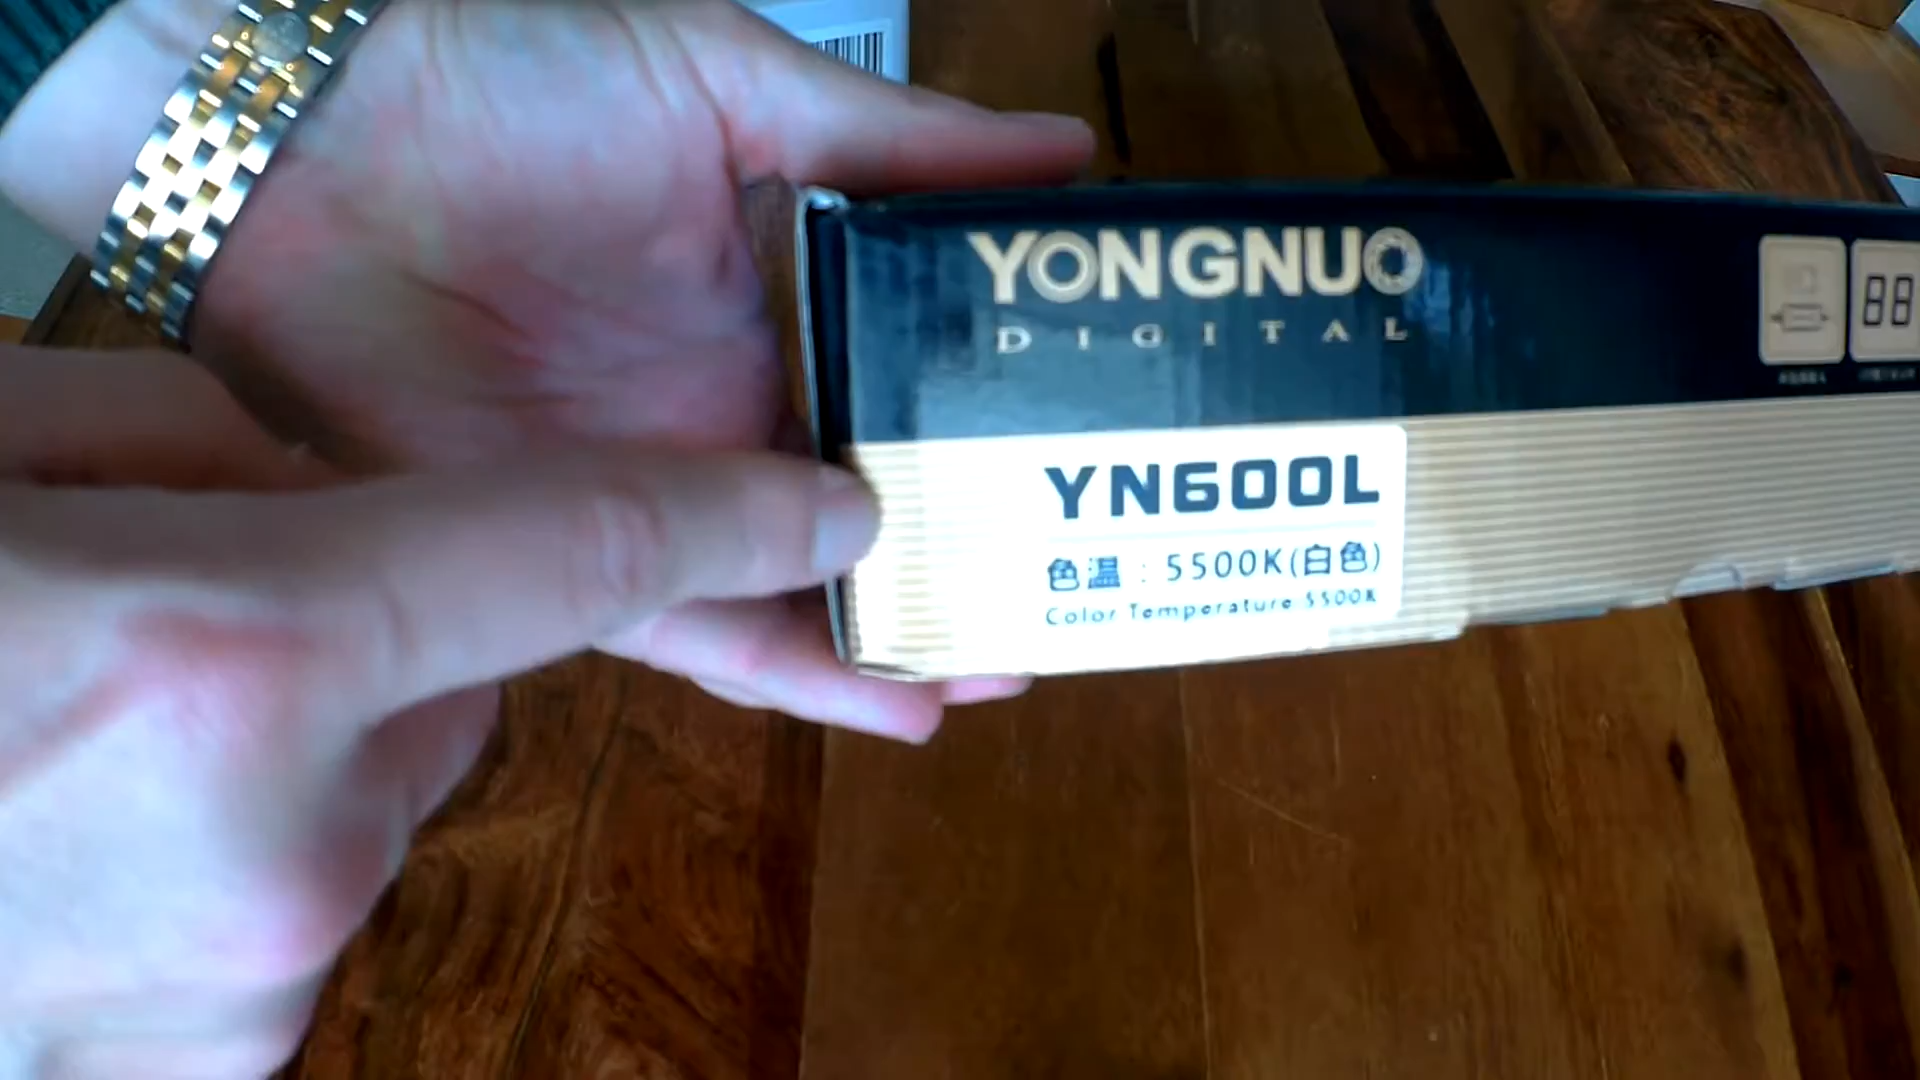 YONGNUO
DIGITAL
88
YN600L
色温：5500K(白色)
Color Temperature 5500K